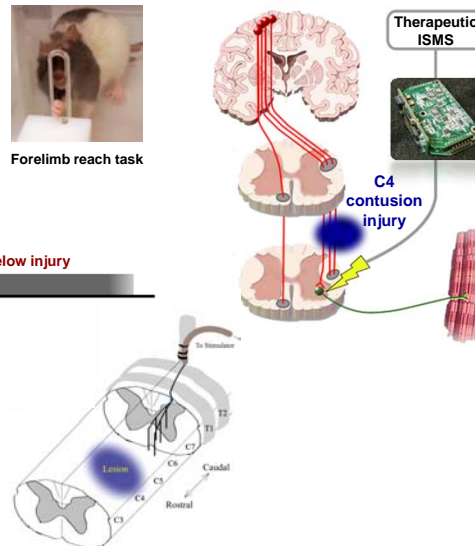 Therapeutic
ISMS
Forelimb reach task
C4
contusion
injury
elow injury
To Stimulator
Lesion
T2
T1
C7
C6
C5
C4
C3
Caudal
Rostral